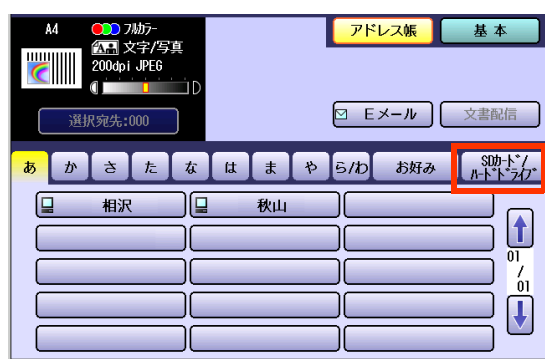 A4 フルカラー
文字/写真
200dpi JPEG
選択宛先:000
アドレス帳 基本
Eメール 文書配信
あ か さ た な は ま や ら/わ お好み SDカード/
ハードドライブ
相沢 秋山
01
/
01